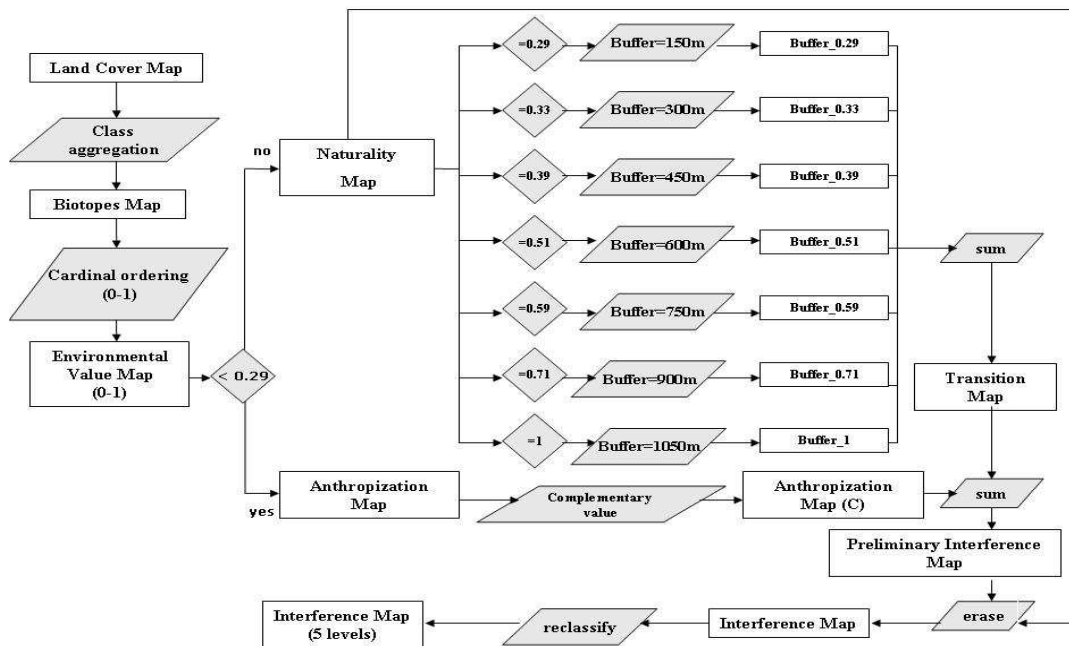 Land Cover Map
Class
aggregation
Biotopes Map
Cardinal ordering
(0-1)
Environmental
Value Map
(0-1)
< 0.29
no
yes
Naturality
Map
=0.29
Buffer=150m
Buffer_0.29
=0.33
Buffer=300m
Buffer_0.33
=0.39
Buffer=450m
Buffer_0.39
=0.51
Buffer=600m
Buffer_0.51
=0.59
Buffer=750m
Buffer_0.59
=0.71
Buffer=900m
Buffer_0.71
=1
Buffer=1050m
Buffer_1
sum
Transition
Map
Anthropization
Map
Complementary
value
Anthropization
Map (C)
sum
Preliminary Interference
Map
erase
Interference Map
reclassify
Interference Map
(5 levels)